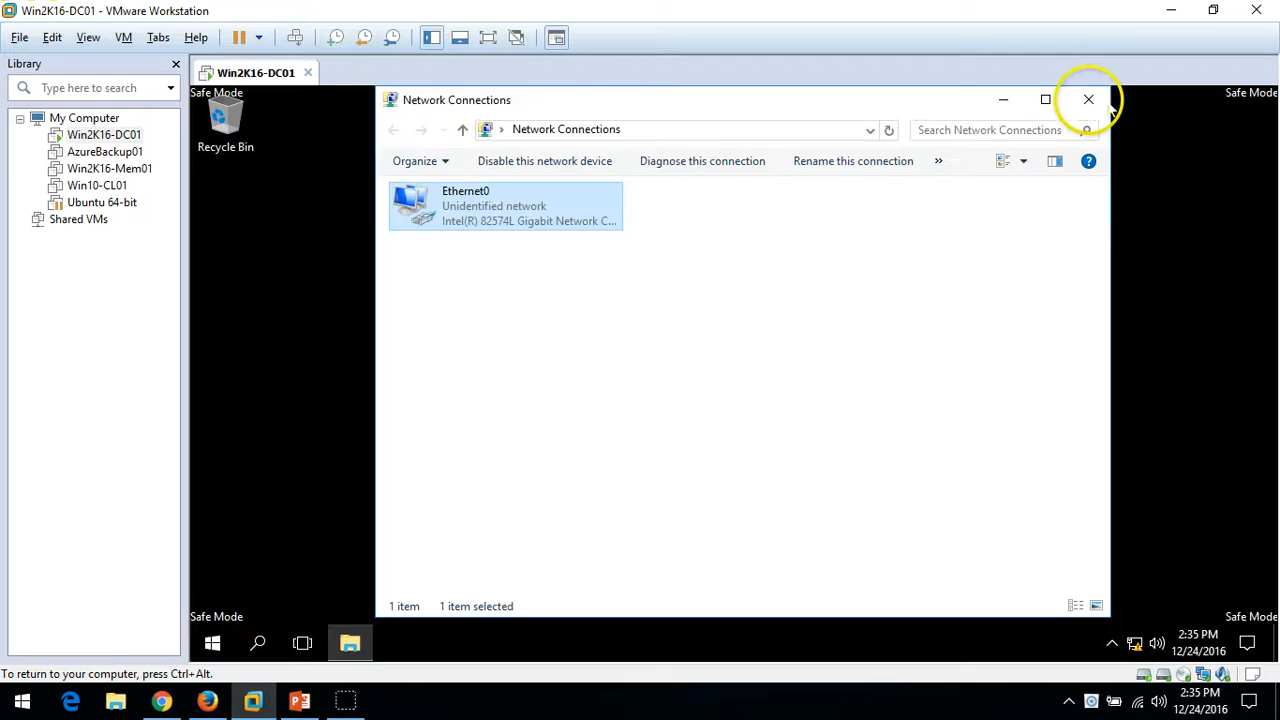 Win2K16-DC01 - VMware Workstation
File Edit View VM Tabs Help
Library
Type here to search
My Computer
Win2K16-DC01
AzureBackup01
Win2K16-Mem01
Win10-CL01
Ubuntu 64-bit
Shared VMs
Win2K16-DC01
Safe Mode
Safe Mode
Recycle Bin
Network Connections
Network Connections
Search Network Connections
Organize Disable this network device Diagnose this connection Rename this connection »
Ethernet0
Unidentified network
Intel(R) 82574L Gigabit Network C...
1 item 1 item selected
Safe Mode
Safe Mode
2:35 PM
12/24/2016
To return to your computer, press Ctrl+Alt.
2:35 PM
12/24/2016